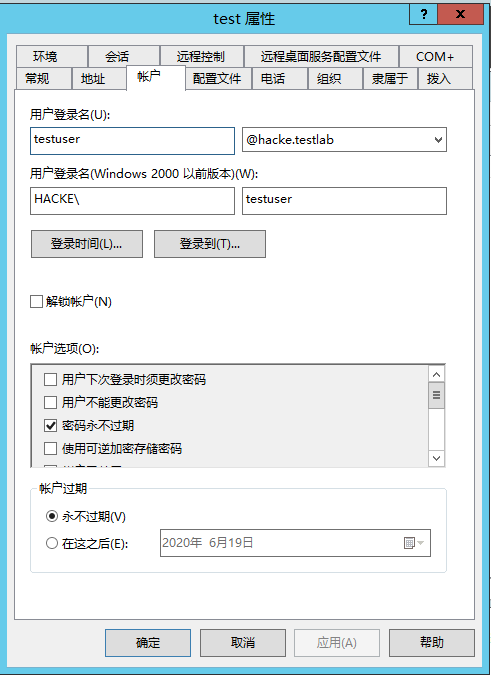 test 属性
?
x
环境 会话 远程控制 远程桌面服务配置文件 COM+
常规 地址 帐户 配置文件 电话 组织 隶属于 拨入
用户登录名(U):
testuser @hacke.testlab
用户登录名(Windows 2000 以前版本)(W):
HACKE\ testuser
登录时间(L)... 登录到(T)...
解锁帐户(N)
帐户选项(O):
用户下次登录时须更改密码
用户不能更改密码
密码永不过期
使用可逆加密存储密码
帐户过期
永不过期(V)
在这之后(E): 2020年 6月19日
确定 取消 应用(A) 帮助